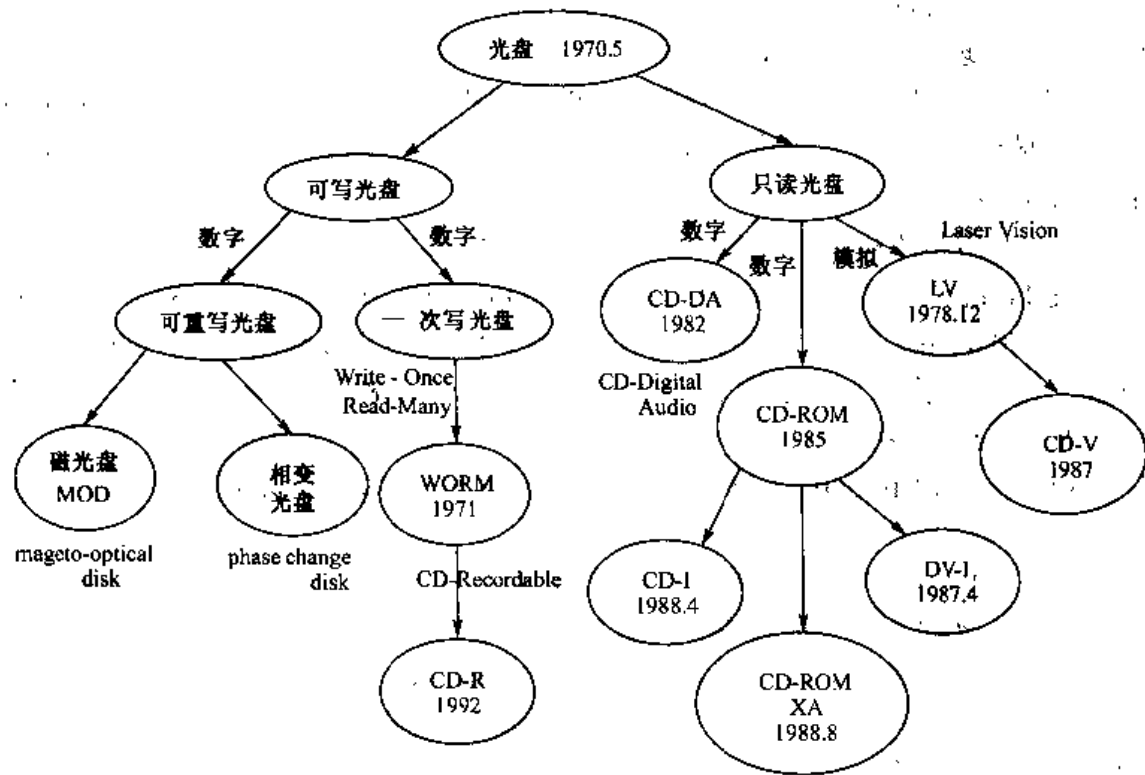 光盘 1970.5
可写光盘
只读光盘
数字
数字
数字
数字
模拟
Laser Vision
可重写光盘
一次写光盘
CD-DA
1982
LV
1978.12
Write - Once
Read-Many
CD-Digital
Audio
CD-ROM
1985
CD-V
1987
磁光盘
MOD
相变
光盘
WORM
1971
mageto-optical
disk
phase change
disk
CD-Recordable
CD-I
1988.4
DV-I
1987.4
CD-R
1992
CD-ROM
XA
1988.8